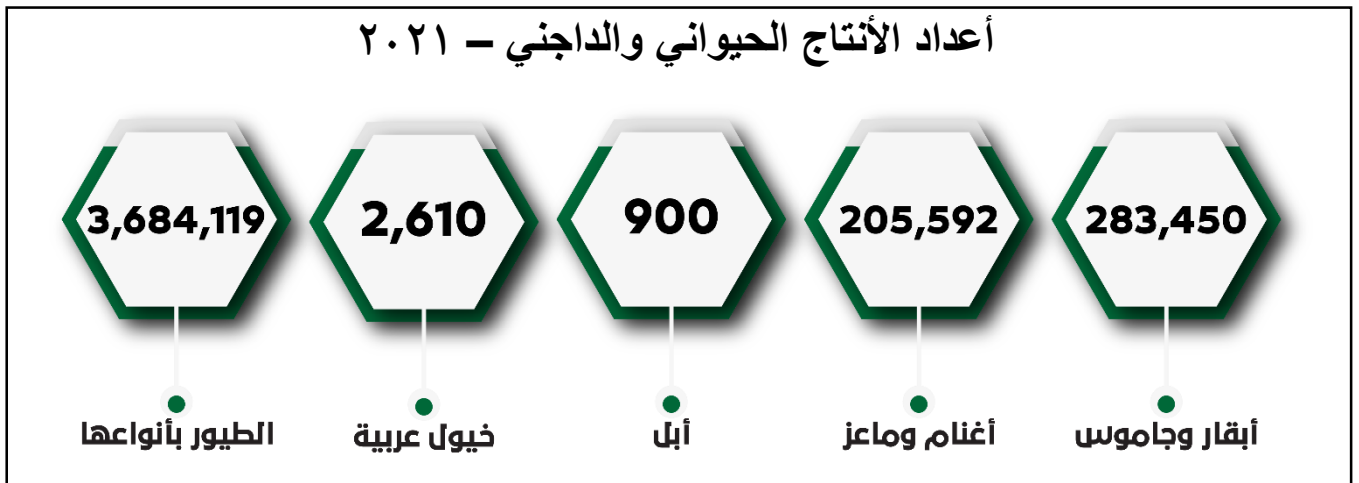 أعداد الأنتاج الحيواني والداجني – ٢٠٢١
283,450
205,592
900
2,610
3,684,119
أبقار وجاموس
أغنام وماعز
أبل
خيول عربية
الطيور بأنواعها